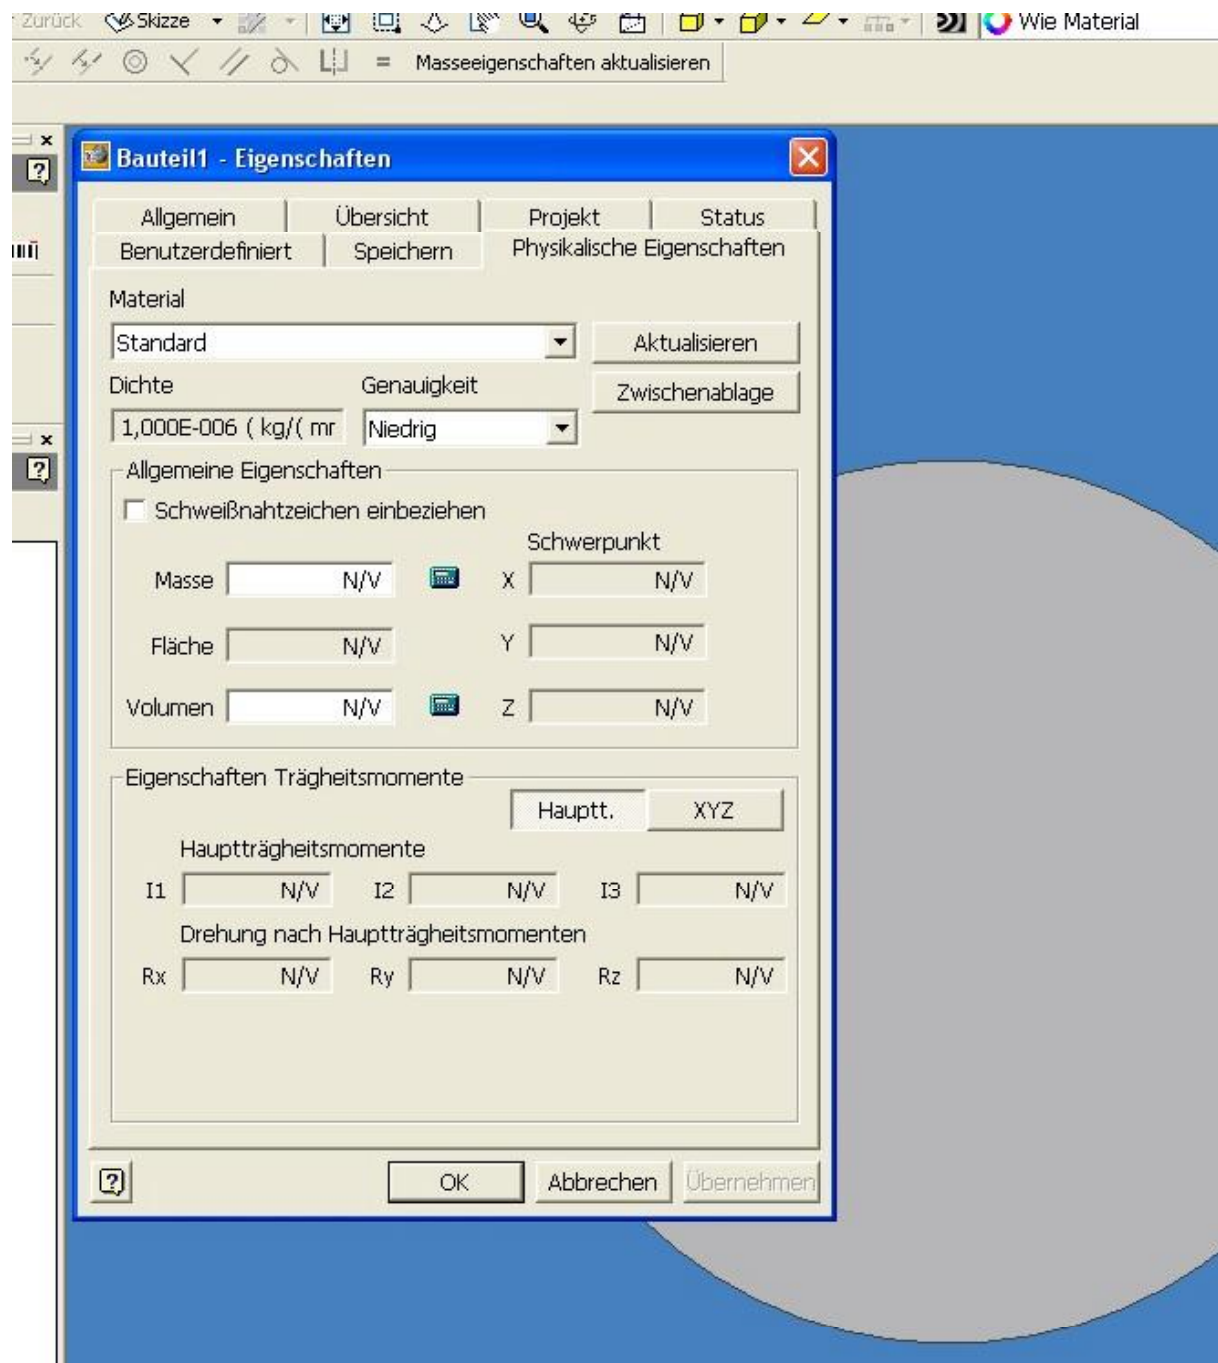 Zurück Skizze Wie Material
= Masseeigenschaften aktualisieren
Bauteil1 - Eigenschaften
Allgemein Übersicht Projekt Status
Benutzerdefiniert Speichern Physikalische Eigenschaften
Material
Standard Aktualisieren
Dichte Genauigkeit Zwischenablage
1,000E-006 ( kg/( mr Niedrig
Allgemeine Eigenschaften
Schweißnahtzeichen einbeziehen
Schwerpunkt
Masse N/V X N/V
Fläche N/V Y N/V
Volumen N/V Z N/V
Eigenschaften Trägheitsmomente
Hauptt. XYZ
Hauptträgheitsmomente
I1 N/V I2 N/V I3 N/V
Drehung nach Hauptträgheitsmomenten
Rx N/V Ry N/V Rz N/V
OK Abbrechen Übernehmen